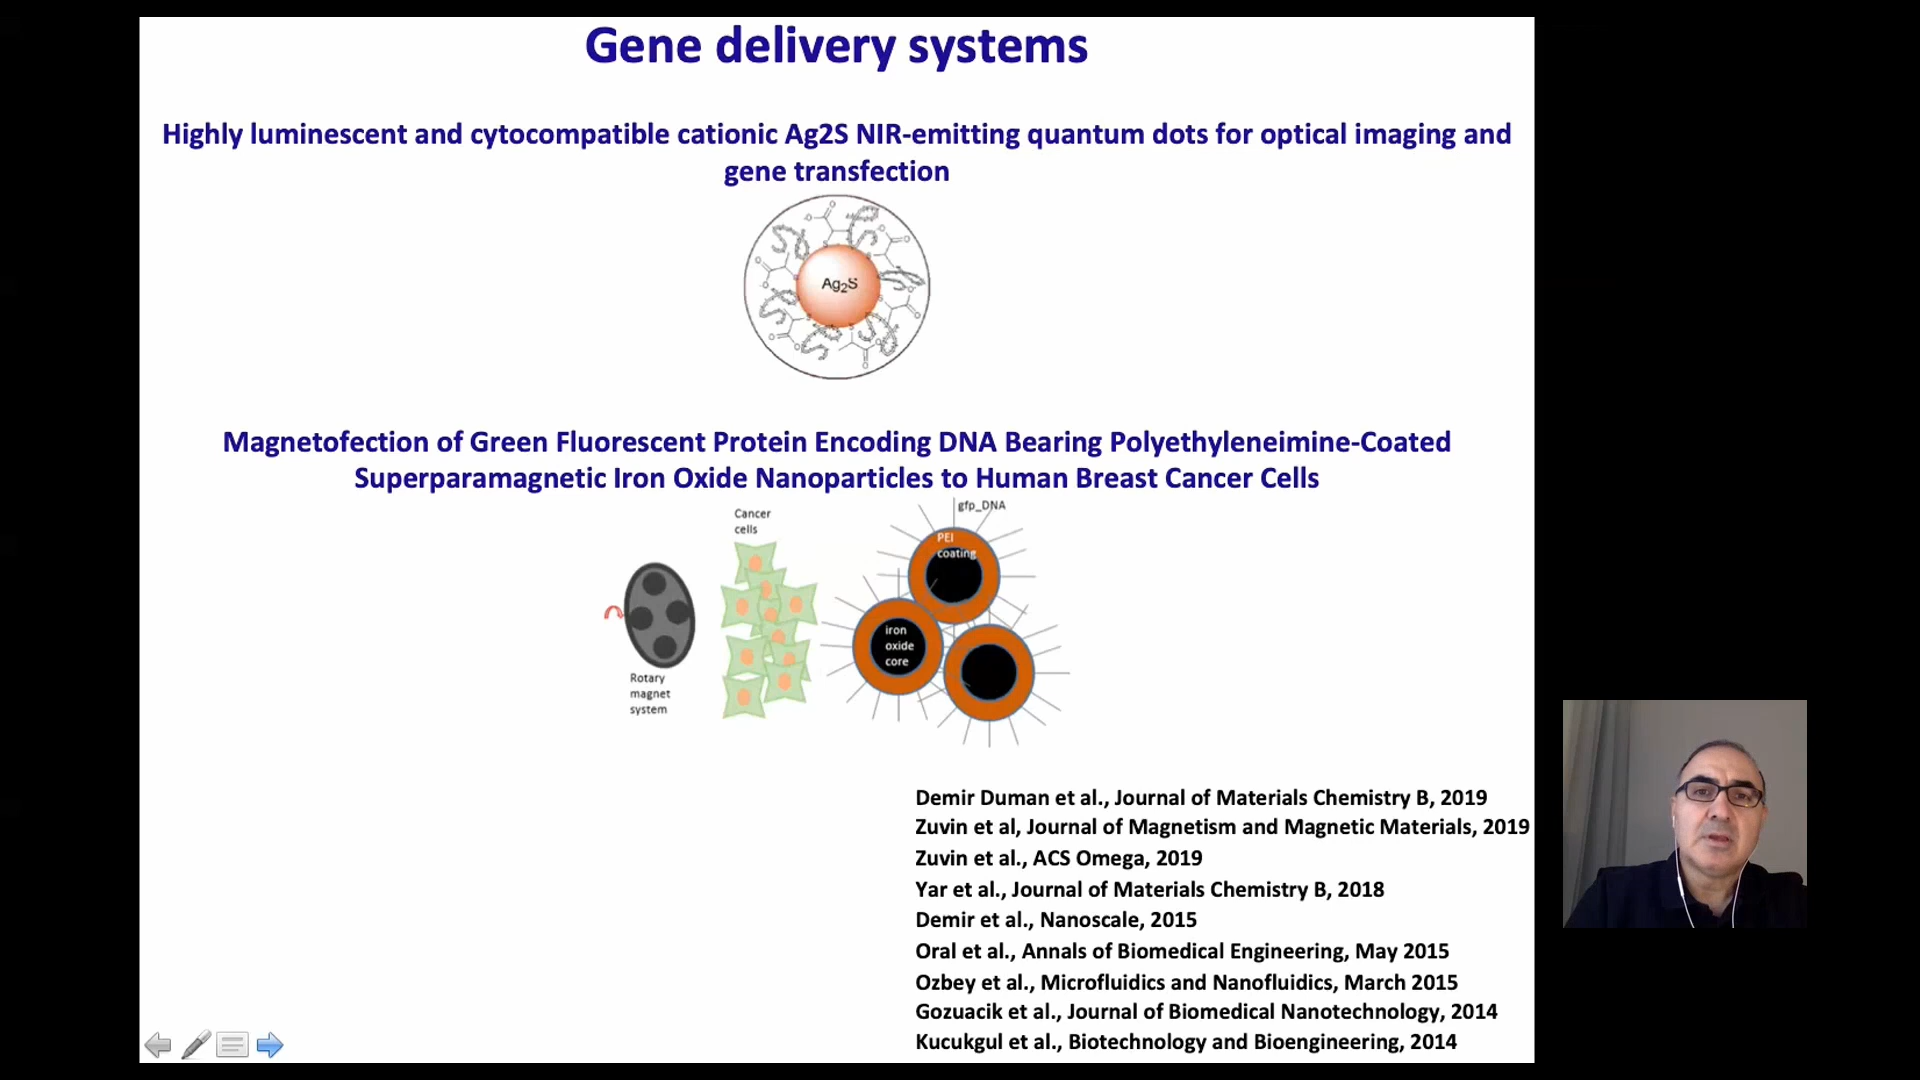 Gene delivery systems
Highly luminescent and cytocompatible cationic Ag2S NIR-emitting quantum dots for optical imaging and
gene transfection
Ag2S
Magnetofection of Green Fluorescent Protein Encoding DNA Bearing Polyethyleneimine-Coated
Superparamagnetic Iron Oxide Nanoparticles to Human Breast Cancer Cells
gfp_DNA
Cancer
cells
PEI
coating
iron
oxide
core
Rotary
magnet
system
Demir Duman et al., Journal of Materials Chemistry B, 2019
Zuvin et al, Journal of Magnetism and Magnetic Materials, 2019
Zuvin et al., ACS Omega, 2019
Yar et al., Journal of Materials Chemistry B, 2018
Demir et al., Nanoscale, 2015
Oral et al., Annals of Biomedical Engineering, May 2015
Ozbey et al., Microfluidics and Nanofluidics, March 2015
Gozuacik et al., Journal of Biomedical Nanotechnology, 2014
Kucukgul et al., Biotechnology and Bioengineering, 2014